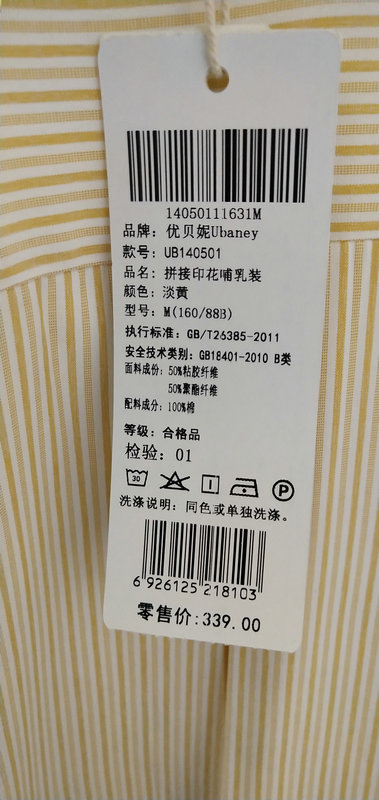 14050111631M
品牌: 优贝妮Ubaney
款号: UB140501
品名: 拼接印花哺乳装
颜色: 淡黄
型号: M(160/88B)
执行标准: GB/T26385-2011
安全技术类别: GB18401-2010 B类
面料成份: 50%粘胶纤维
50%聚酯纤维
配料成分: 100%棉
等级: 合格品
检验: 01
30
P
洗涤说明: 同色或单独洗涤。
6 926125 218103
零售价:339.00